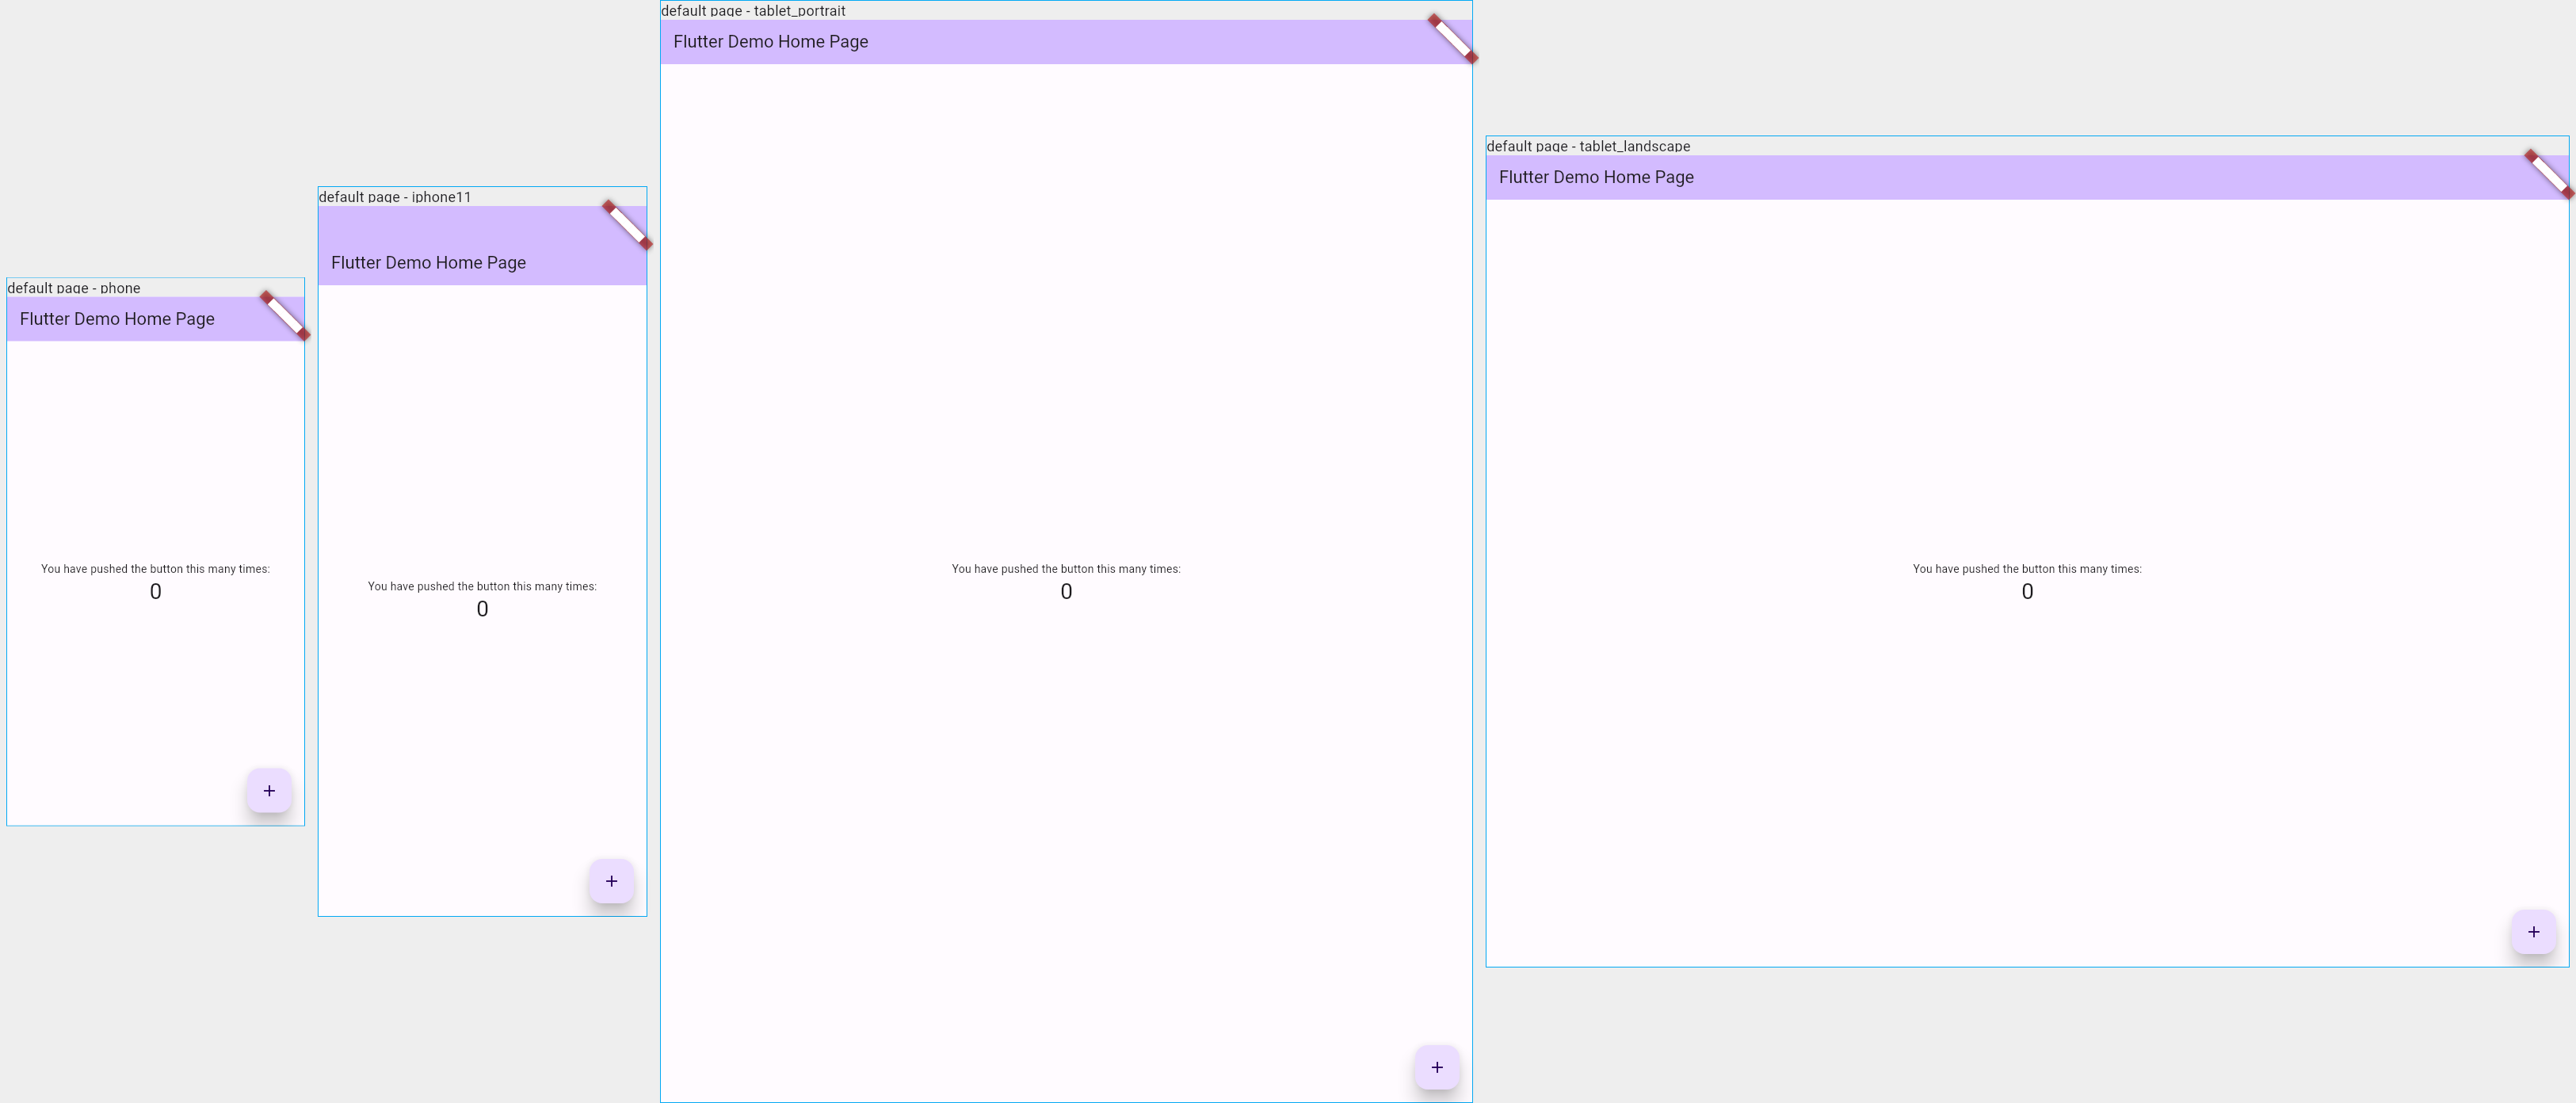 default page - phone
Flutter Demo Home Page
You have pushed the button this many times:
0
+
default page - iphone11
Flutter Demo Home Page
You have pushed the button this many times:
0
+
default page - tablet_portrait
Flutter Demo Home Page
You have pushed the button this many times:
0
+
default page - tablet_landscape
Flutter Demo Home Page
You have pushed the button this many times:
0
+